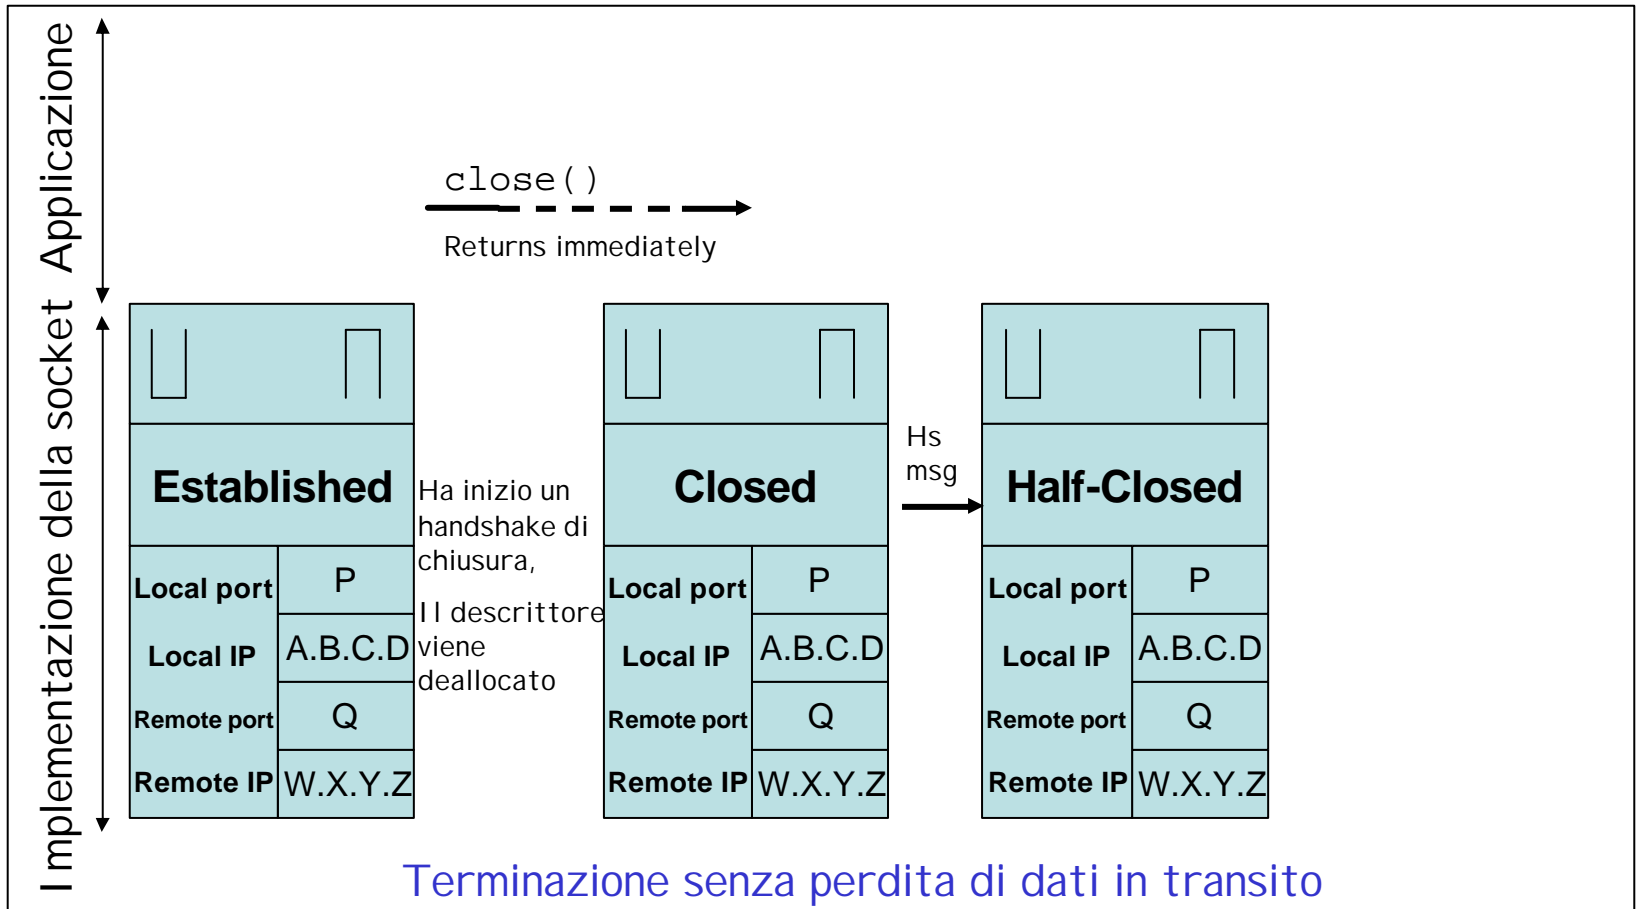 Applicazione
Implementazione della socket
close()
Returns immediately
Established
Local port P
Local IP A.B.C.D
Remote port Q
Remote IP W.X.Y.Z
Ha inizio un
handshake di
chiusura,
Il descrittore
viene
deallocato
Closed
Local port P
Local IP A.B.C.D
Remote port Q
Remote IP W.X.Y.Z
Hs
msg
Half-Closed
Local port P
Local IP A.B.C.D
Remote port Q
Remote IP W.X.Y.Z
Terminazione senza perdita di dati in transito